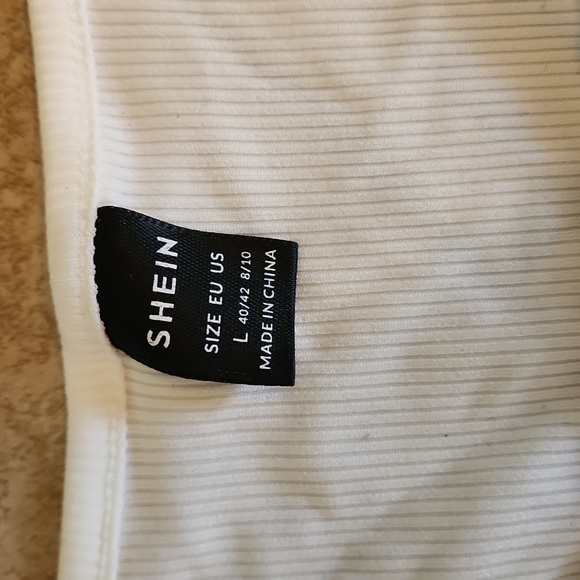 SHEIN
SIZE EU US
L 40/42 8/10
MADE IN CHINA